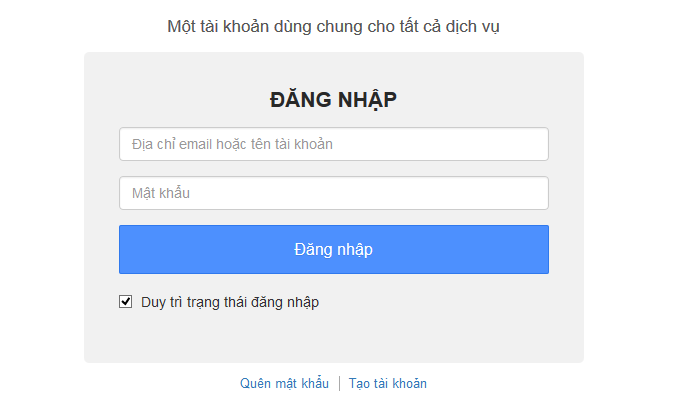 Một tài khoản dùng chung cho tất cả dịch vụ
ĐĂNG NHẬP
Địa chỉ email hoặc tên tài khoản
Mật khẩu
Đăng nhập
Duy trì trạng thái đăng nhập
Quên mật khẩu | Tạo tài khoản